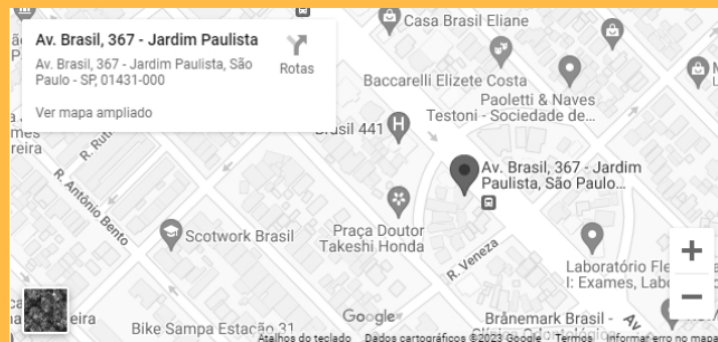 Av. Brasil, 367 - Jardim Paulista
Av. Brasil, 367 - Jardim Paulista, São
Paulo - SP, 01431-000
Rotas
Ver mapa ampliado
Casa Brasil Eliane
Baccarelli Elizete Costa
Paoletti & Naves
Testoni - Sociedade de...
Brasil 441
H
Av. Brasil, 367 - Jardim
Paulista, São Paulo...
R. Antônio Bento
Scotwork Brasil
Praça Doutor
Takeshi Honda
R. Veneza
Laboratório
I: Exames,
+
−
eira
Bike Sampa Estação 31
Google
Brånemark Brasil -
Av
Atalhos do teclado
Dados cartográficos ©2023 Google
Termos
Informar erro no mapa